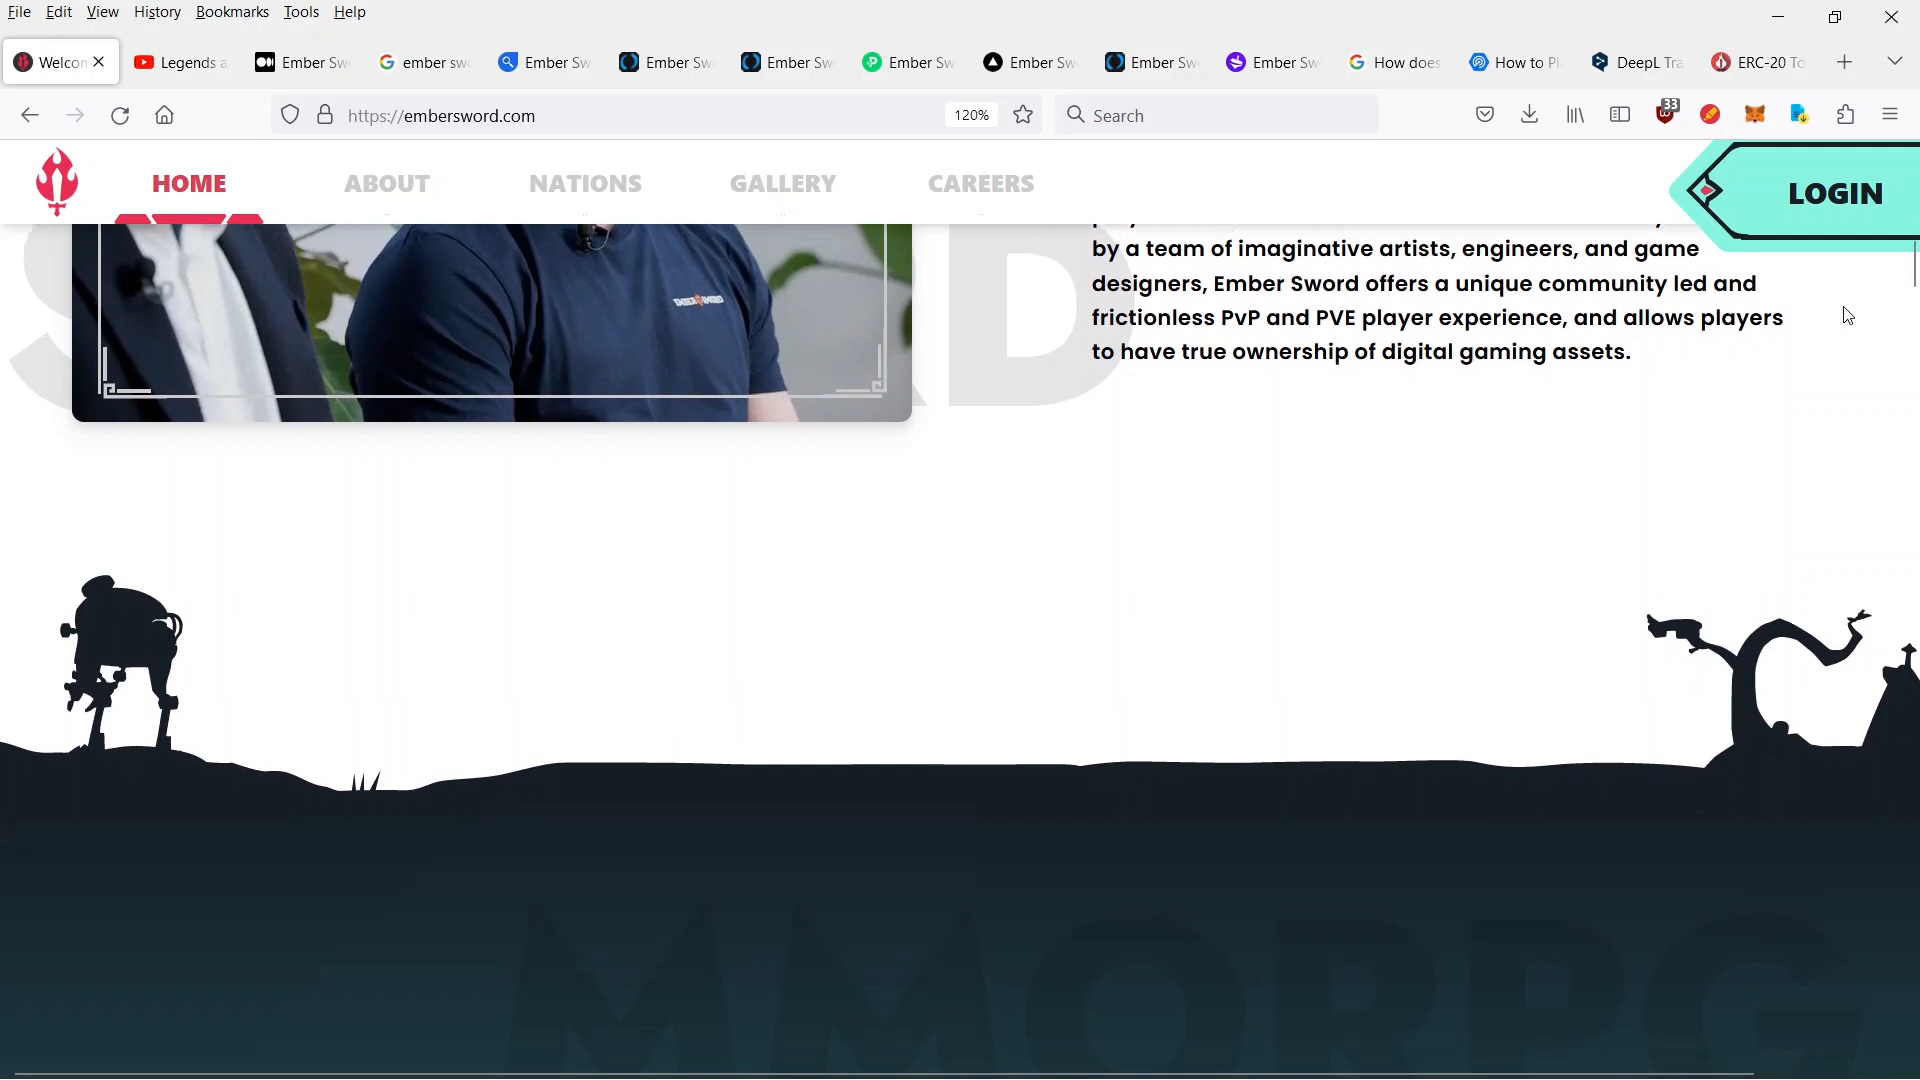 File Edit View History Bookmarks Tools Help
Welcon
Legends a
Ember Sw
ember swo
Ember Sw
Ember Sw
Ember Sw
Ember Sw
Ember Sw
Ember Sw
Ember Sw
How does
How to Pl
DeepL Tra
ERC-20 To
https://embersword.com
120%
Search
33
HOME ABOUT NATIONS GALLERY CAREERS
LOGIN
by a team of imaginative artists, engineers, and game
designers, Ember Sword offers a unique community led and
frictionless PvP and PVE player experience, and allows players
to have true ownership of digital gaming assets.
EMBER SWORD
MMORPG